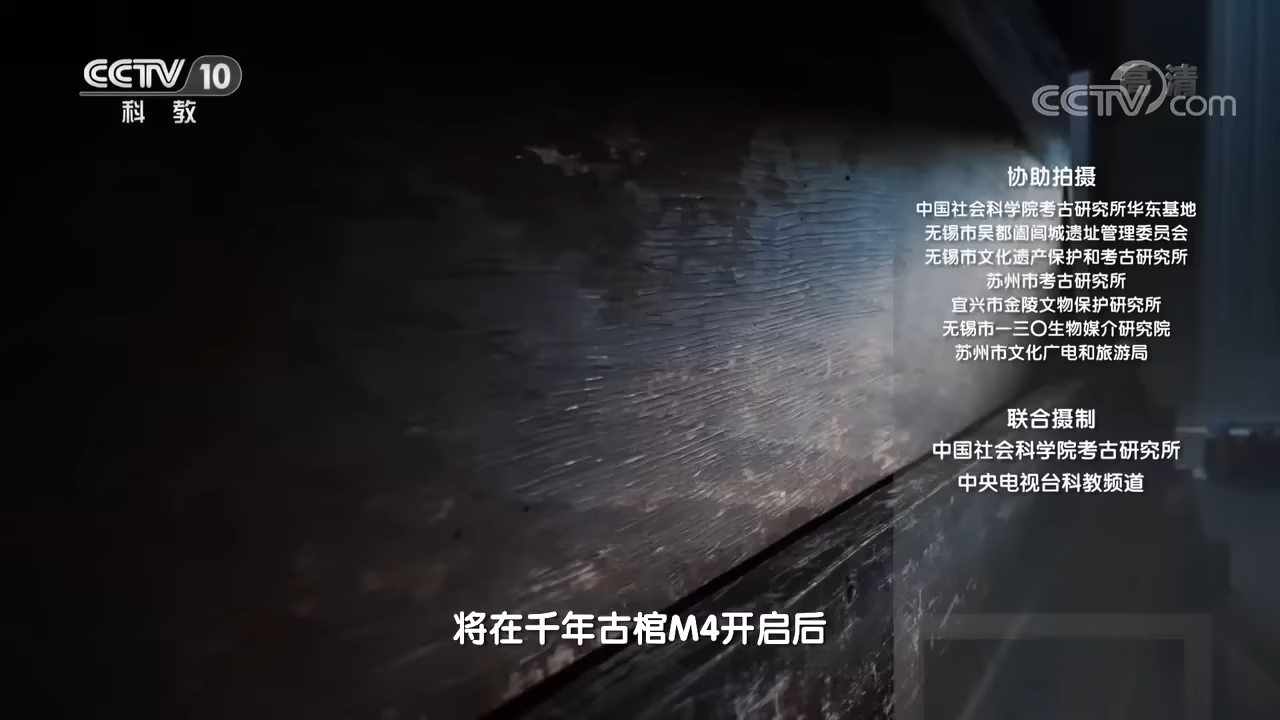 CCTV 10
科 教
高清
CCTV.com
协助拍摄
中国社会科学院考古研究所华东基地
无锡市吴都阖闾城遗址管理委员会
无锡市文化遗产保护和考古研究所
苏州市考古研究所
宜兴市金陵文物保护研究所
无锡市一三〇生物媒介研究院
苏州市文化广电和旅游局
联合摄制
中国社会科学院考古研究所
中央电视台科教频道
将在千年古棺M4开启后